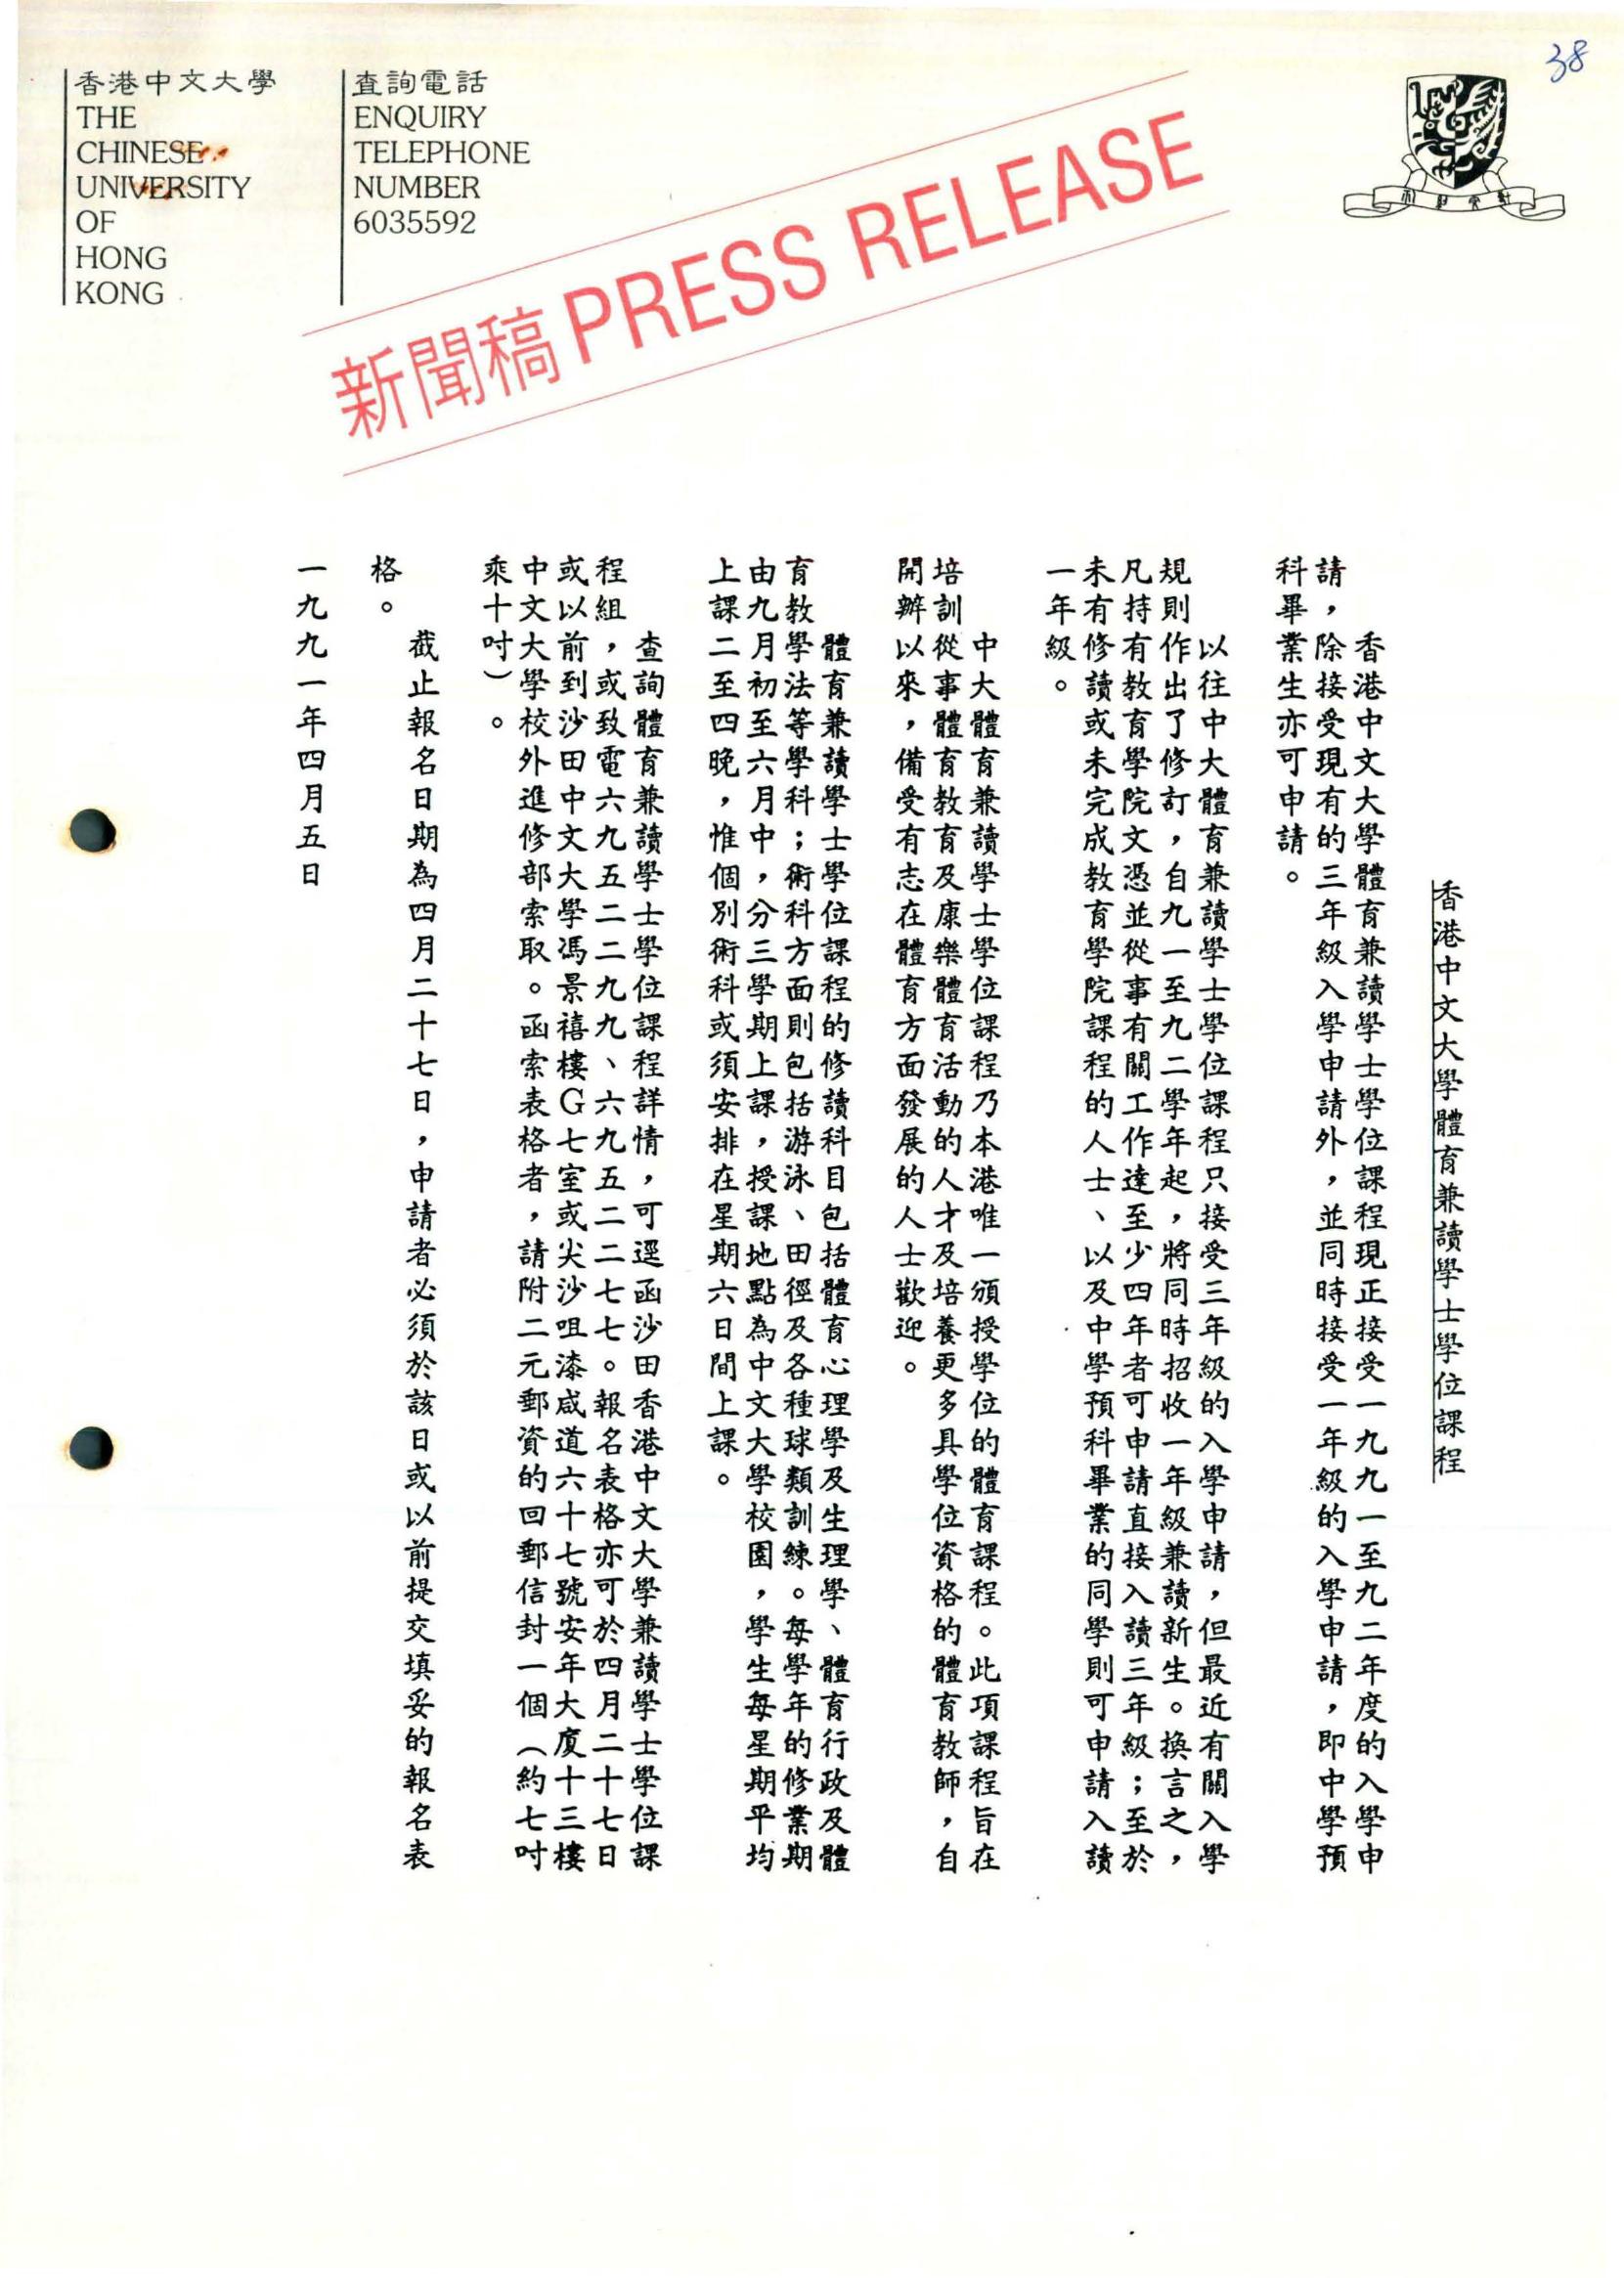 38
香港中文大學
THE
CHINESE
UNIVERSITY
OF
HONG
KONG
查詢電話
ENQUIRY
TELEPHONE
NUMBER
6035592
新聞稿 PRESS RELEASE
香港中文大學體育兼讀學士學位課程
香港中文大學體育兼讀學士學位課程現正接受一九九一至九二年度的入學申
請，除接受現有的三年級入學申請外，並同時接受一年級的入學申請，即中學預
科畢業生亦可申請。
以往中大體育兼讀學士學位課程只接受三年級的入學申請，但最近有關入學
規則作出了修訂，自九一至九二學年起，將同時招收一年級兼讀新生。換言之，
凡持有教育學院文憑並從事有關工作達至少四年者可申請直接入讀三年級；至於
未有修讀或未完成教育學院課程的人士、以及中學預科畢業的同學則可申請入讀
一年級。
中大體育兼讀學士學位課程乃本港唯一頒授學位的體育課程。此項課程旨在
培訓從事體育教育及康樂體育活動的人才及培養更多具學位資格的體育教師，自
開辦以來，備受有志在體育方面發展的人士歡迎。
體育兼讀學士學位課程的修讀科目包括體育心理學及生理學、體育行政及體
育教學法等學科；術科方面則包括游泳、田徑及各種球類訓練。每學年的修業期
由九月初至六月中，分三學期上課，授課地點為中文大學校園，學生每星期平均
上課二至四晚，惟個別術科或須安排在星期六日間上課。
查詢體育兼讀學士學位課程詳情，可逕函沙田香港中文大學兼讀學士學位課
程組，或致電六九五二二九九、六九五二二七七。報名表格亦可於四月二十七日
或以前到沙田中文大學馮景禧樓G七室或尖沙咀漆咸道六十七號安年大廈十三樓
中文大學校外進修部索取。函索表格者，請附二元郵資的回郵信封一個（約七吋
乘十吋）。
截止報名日期為四月二十七日，申請者必須於該日或以前提交填妥的報名表
格。
一九九一年四月五日